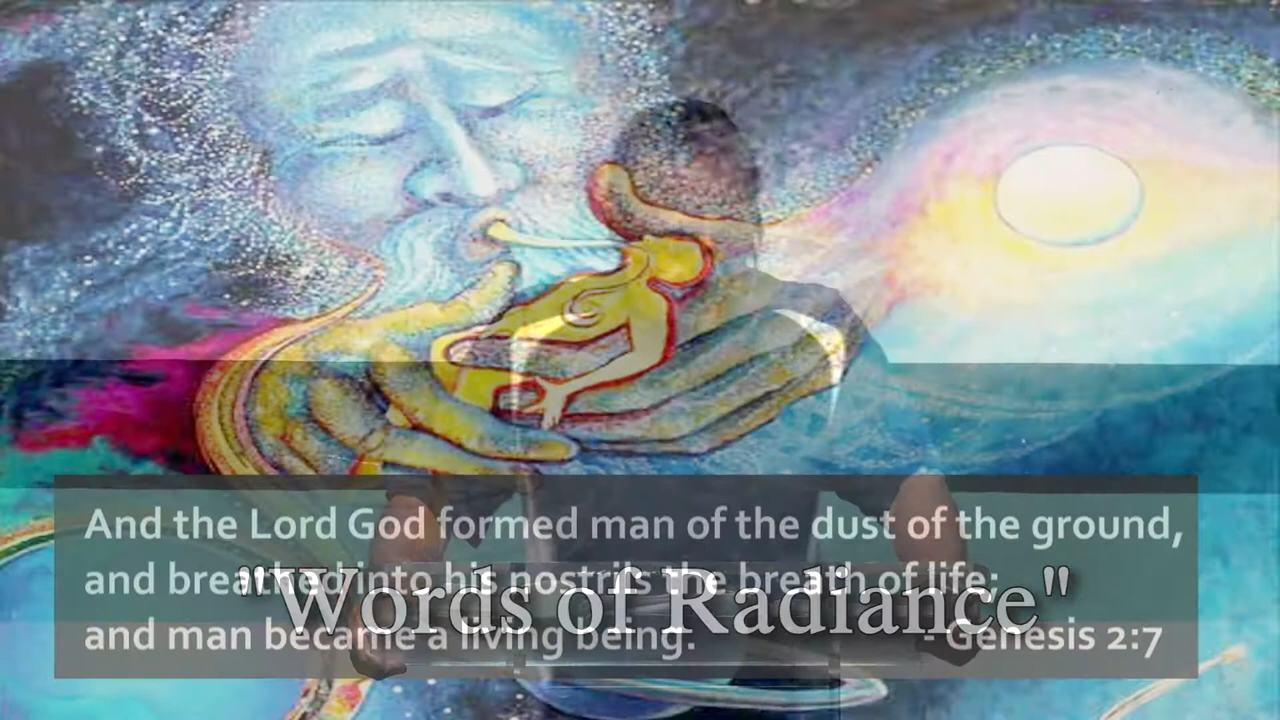 And the Lord God formed man of the dust of the ground,
and breathed into his nostrils the breath of life;
and man became a living being. - Genesis 2:7
"Words of Radiance"